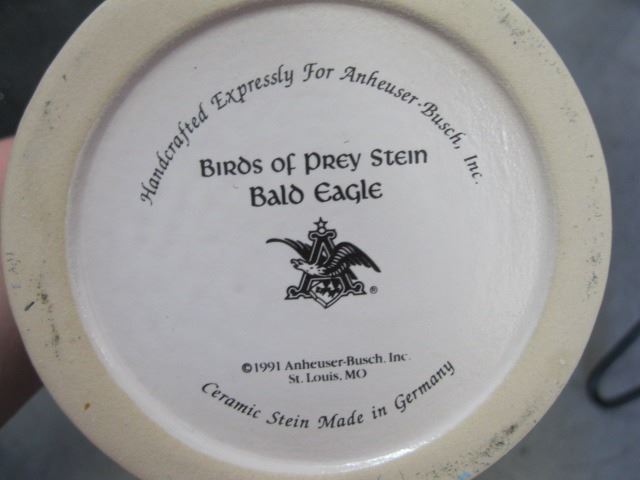 Handcrafted Expressly For Anheuser-Busch, Inc.
Birds of Prey Stein
Bald Eagle
A
®
©1991 Anheuser-Busch, Inc.
St. Louis, MO
Ceramic Stein Made in Germany